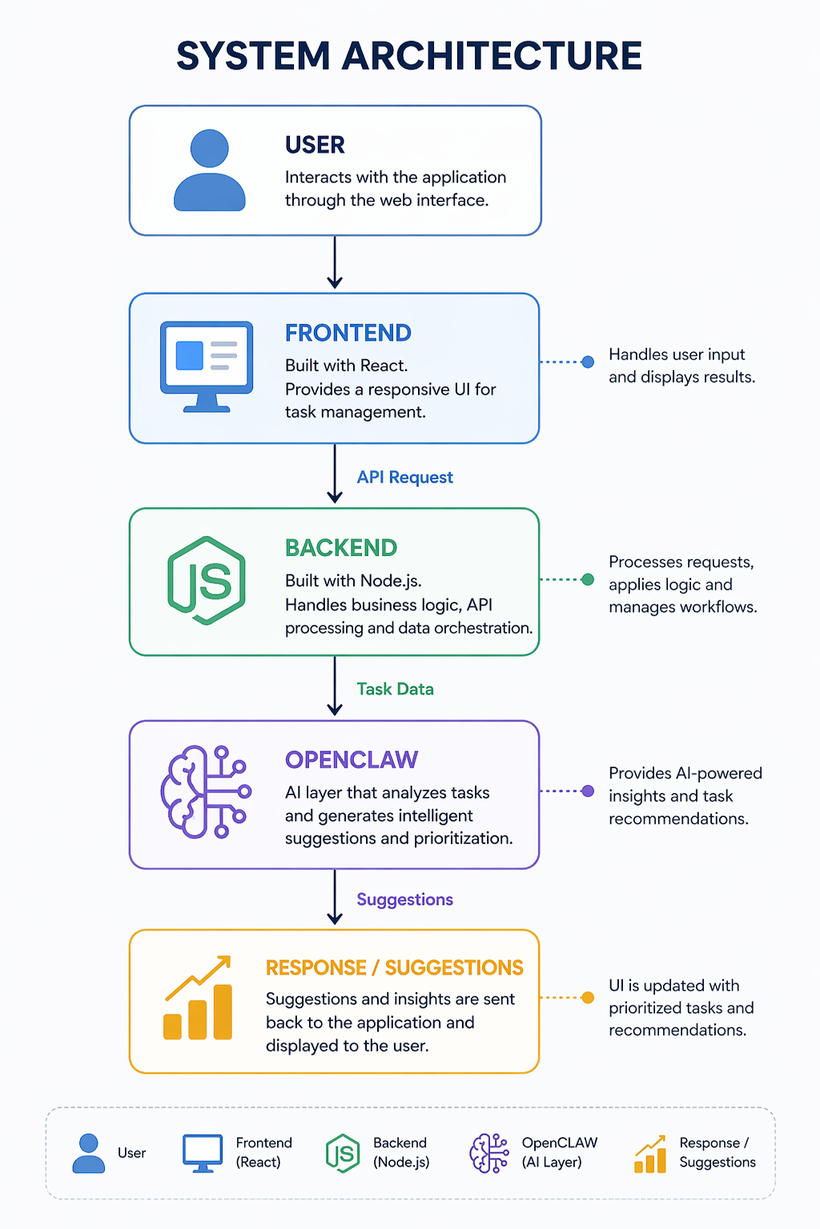 SYSTEM ARCHITECTURE
USER
Interacts with the application
through the web interface.
FRONTEND
Built with React.
Provides a responsive UI for
task management.
Handles user input
and displays results.
API Request
JS
BACKEND
Built with Node.js.
Handles business logic, API
processing and data orchestration.
Processes requests,
applies logic and
manages workflows.
Task Data
OPENCLAW
AI layer that analyzes tasks
and generates intelligent
suggestions and prioritization.
Provides AI-powered
insights and task
recommendations.
Suggestions
RESPONSE / SUGGESTIONS
Suggestions and insights are sent
back to the application and
displayed to the user.
UI is updated with
prioritized tasks and
recommendations.
User
Frontend
(React)
JS
Backend
(Node.js)
OpenCLAW
(AI Layer)
Response /
Suggestions